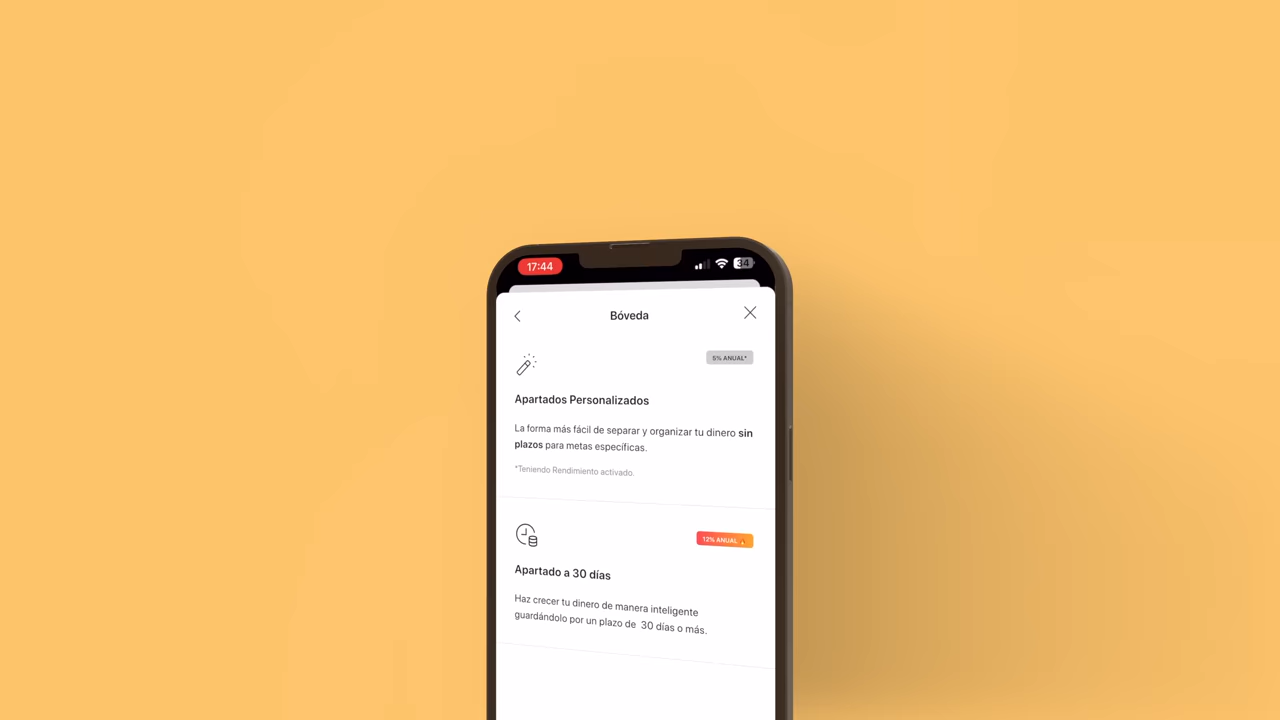 17:44
34
Bóveda
5% ANUAL*
Apartados Personalizados
La forma más fácil de separar y organizar tu dinero sin
plazos para metas específicas.
*Teniendo Rendimiento activado.
12% ANUAL 🔥
Apartado a 30 días
Haz crecer tu dinero de manera inteligente
guardándolo por un plazo de 30 días o más.